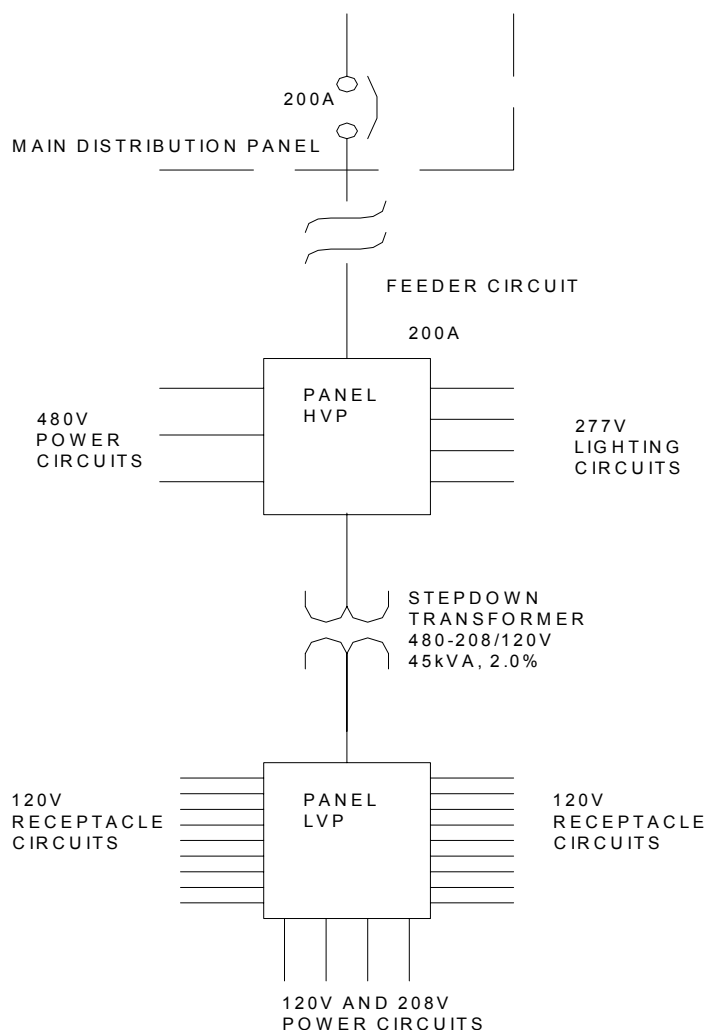 200A
MAIN DISTRIBUTION PANEL
FEEDER CIRCUIT
200A
PANEL
HVP
480V
POWER
CIRCUITS
277V
LIGHTING
CIRCUITS
STEPDOWN
TRANSFORMER
480-208/120V
45kVA, 2.0%
PANEL
LVP
120V
RECEPTACLE
CIRCUITS
120V
RECEPTACLE
CIRCUITS
120V AND 208V
POWER CIRCUITS